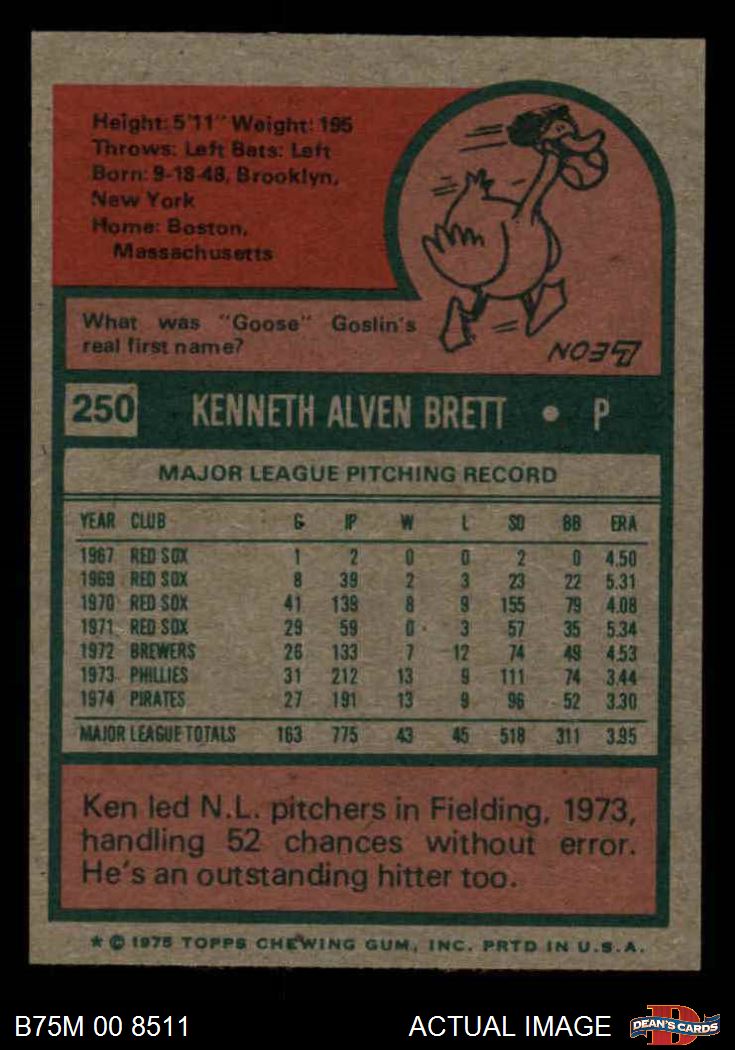 Height: 5'11" Weight: 195
Throws: Left Bats: Left
Born: 9-18-48, Brooklyn,
New York
Home: Boston,
Massachusetts
What was "Goose" Goslin's
real first name?
LEON
250 KENNETH ALVEN BRETT • P
MAJOR LEAGUE PITCHING RECORD
YEAR CLUB G IP W L SO BB ERA
1967 RED SOX 1 2 0 0 2 0 4.50
1969 RED SOX 8 39 2 3 23 22 5.31
1970 RED SOX 41 139 8 9 155 79 4.08
1971 RED SOX 29 59 0 3 57 35 5.34
1972 BREWERS 26 133 7 12 74 49 4.53
1973 PHILLIES 31 212 13 9 111 74 3.44
1974 PIRATES 27 191 13 9 96 52 3.30
MAJOR LEAGUE TOTALS 163 775 43 45 518 311 3.95
Ken led N.L. pitchers in Fielding, 1973,
handling 52 chances without error.
He's an outstanding hitter too.
* © 1975 TOPPS CHEWING GUM, INC. PRTD IN U.S.A.
B75M 00 8511 ACTUAL IMAGE DEAN'S CARDS